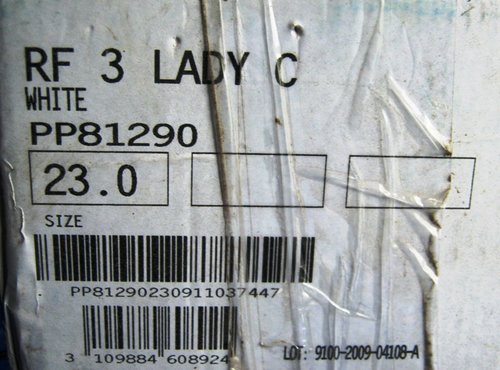 RF 3 LADY C
WHITE
PP81290
23.0
SIZE
PP81290230911037447
3 109884 608924
LOT: 9100-2009-04108-A